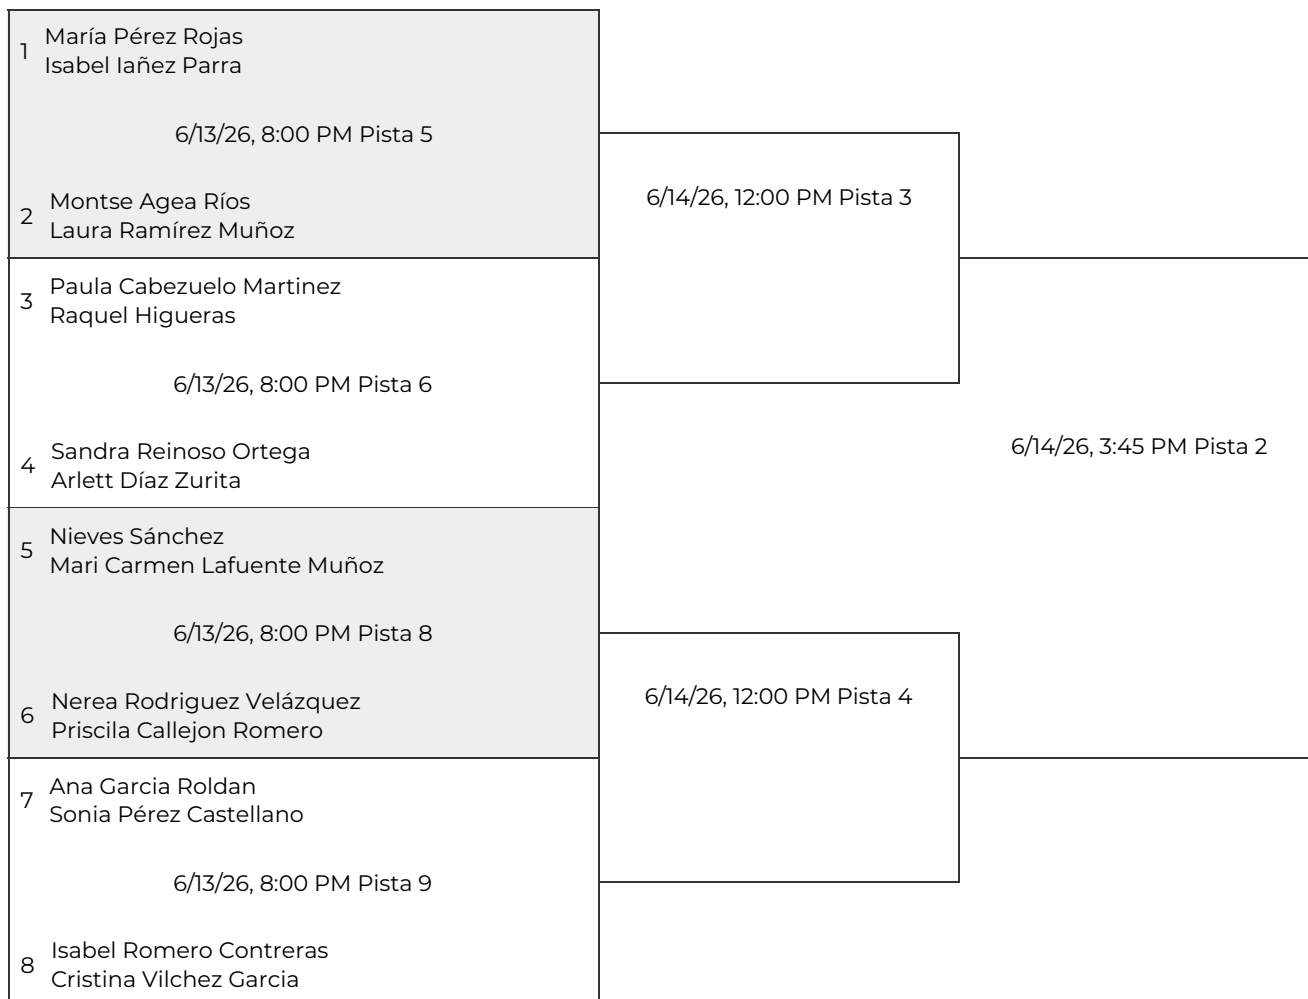 1
María Pérez Rojas
Isabel Iañez Parra
6/13/26, 8:00 PM Pista 5
2
Montse Agea Ríos
Laura Ramírez Muñoz
3
Paula Cabezuelo Martinez
Raquel Higueras
6/13/26, 8:00 PM Pista 6
4
Sandra Reinoso Ortega
Arlett Díaz Zurita
5
Nieves Sánchez
Mari Carmen Lafuente Muñoz
6/13/26, 8:00 PM Pista 8
6
Nerea Rodriguez Velázquez
Priscila Callejon Romero
7
Ana Garcia Roldan
Sonia Pérez Castellano
6/13/26, 8:00 PM Pista 9
8
Isabel Romero Contreras
Cristina Vilchez Garcia
6/14/26, 12:00 PM Pista 3
6/14/26, 12:00 PM Pista 4
6/14/26, 3:45 PM Pista 2